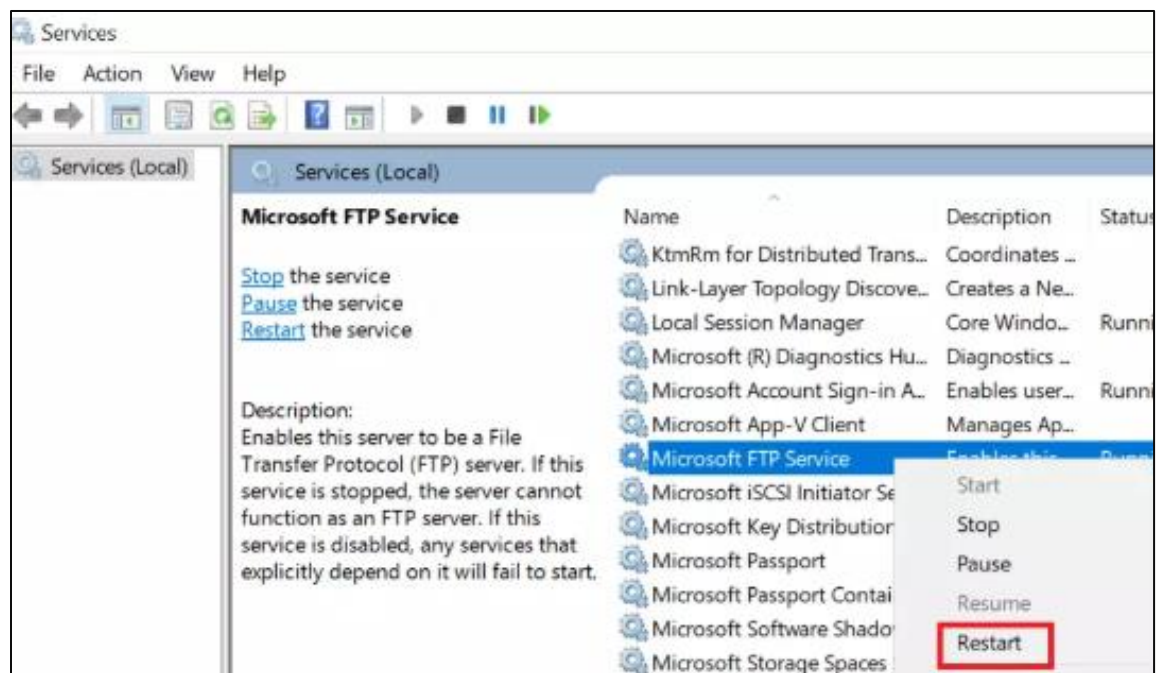 Services
File Action View Help
Services (Local)
Services (Local)
Microsoft FTP Service
Stop the service
Pause the service
Restart the service
Description:
Enables this server to be a File
Transfer Protocol (FTP) server. If this
service is stopped, the server cannot
function as an FTP server. If this
service is disabled, any services that
explicitly depend on it will fail to start.
Name Description Status
KtmRm for Distributed Trans... Coordinates ...
Link-Layer Topology Discove... Creates a Ne...
Local Session Manager Core Windo... Runni
Microsoft (R) Diagnostics Hu... Diagnostics ...
Microsoft Account Sign-in A... Enables user... Runni
Microsoft App-V Client Manages Ap...
Microsoft FTP Service Enables this Runni
Microsoft iSCSI Initiator Se
Microsoft Key Distribution
Microsoft Passport
Microsoft Passport Contai
Microsoft Software Shado
Microsoft Storage Spaces
Start
Stop
Pause
Resume
Restart